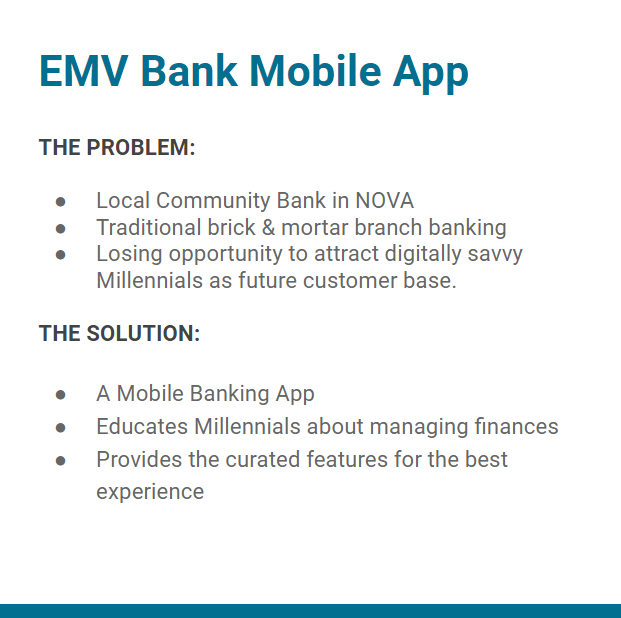 EMV Bank Mobile App
THE PROBLEM:
● Local Community Bank in NOVA
● Traditional brick & mortar branch banking
● Losing opportunity to attract digitally savvy
Millennials as future customer base.
THE SOLUTION:
● A Mobile Banking App
● Educates Millennials about managing finances
● Provides the curated features for the best
experience